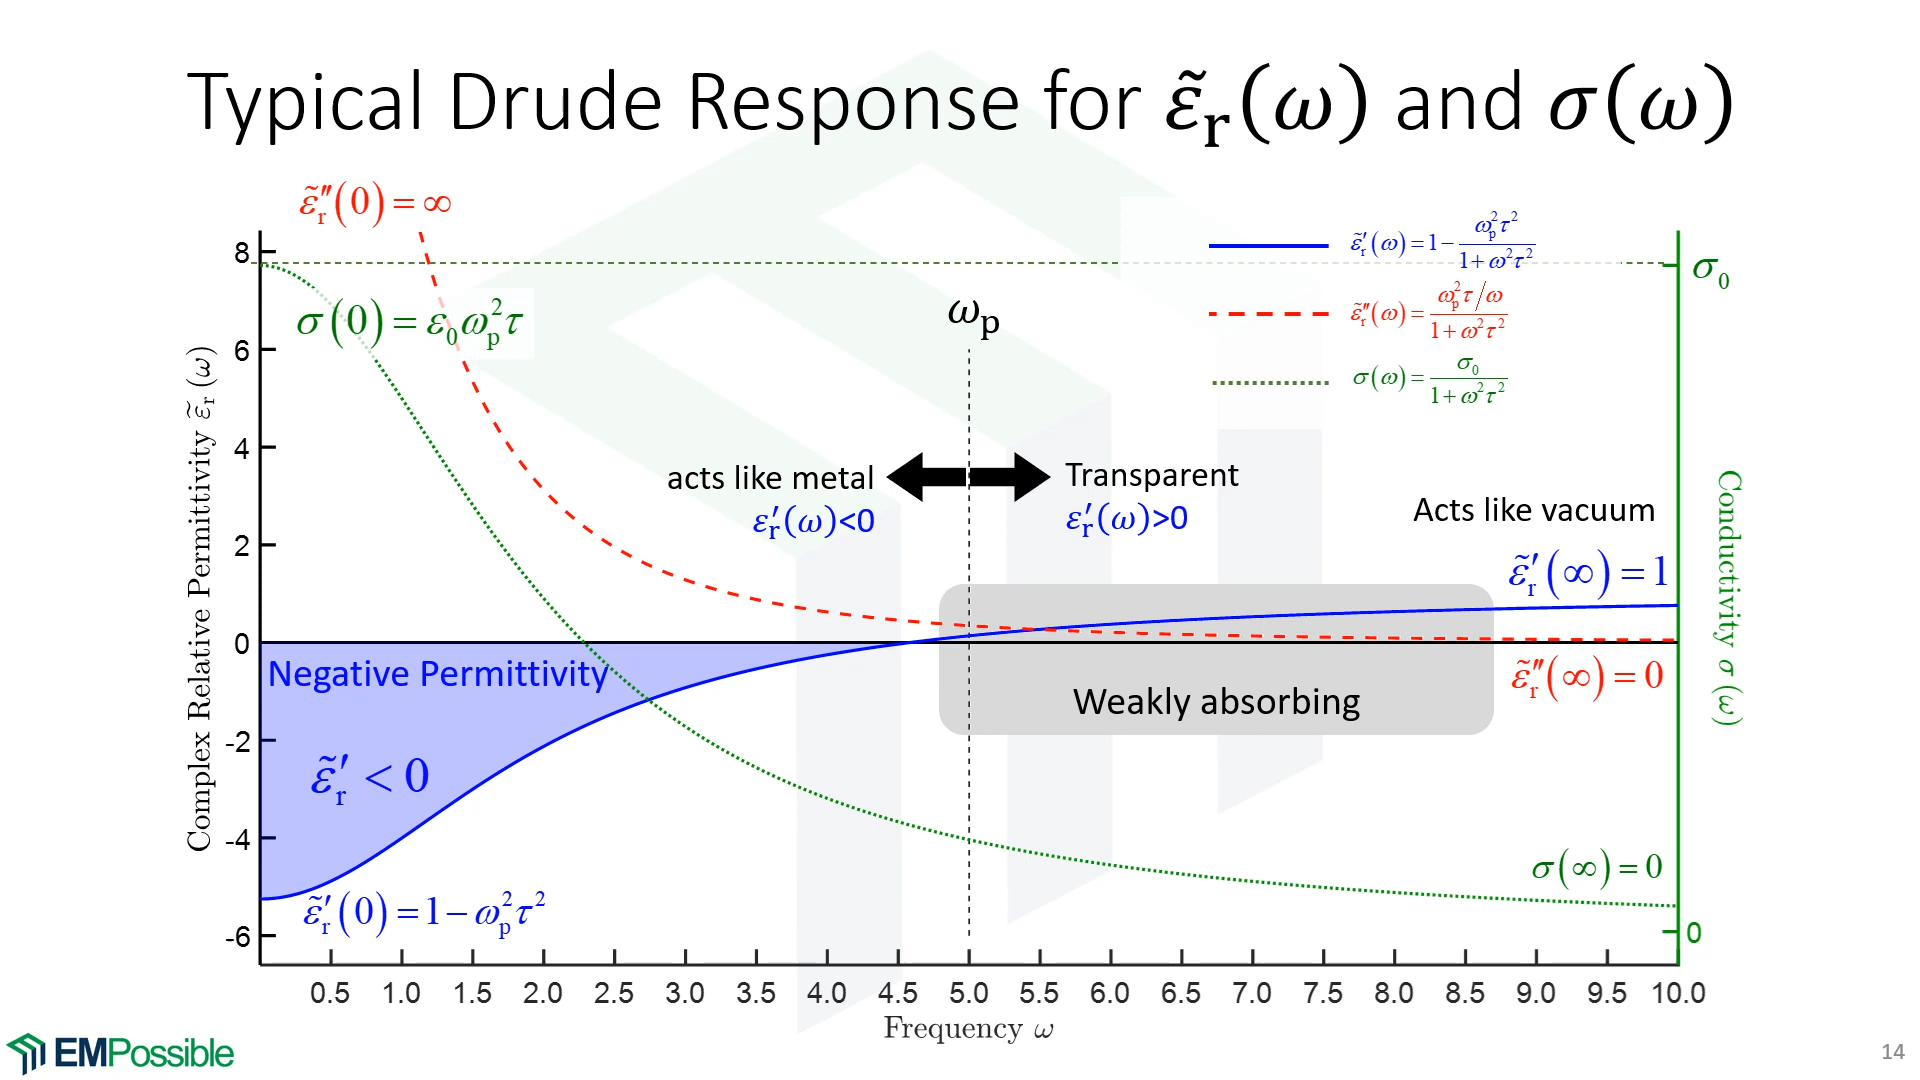 Typical Drude Response for ε̃ᵣ(ω) and σ(ω)
ε̃ᵣ″(0) = ∞
ε̃ᵣ′(ω) = 1 − ωₚ²τ² / (1 + ω²τ²)
ε̃ᵣ″(ω) = (ωₚ²τ/ω) / (1 + ω²τ²)
σ(ω) = σ₀ / (1 + ω²τ²)
σ(0) = ε₀ωₚ²τ
ωₚ
σ₀
acts like metal
εᵣ′(ω)<0
Transparent
εᵣ′(ω)>0
Acts like vacuum
ε̃ᵣ′(∞) = 1
Negative Permittivity
Weakly absorbing
ε̃ᵣ″(∞) = 0
ε̃ᵣ′ < 0
ε̃ᵣ′(0) = 1 − ωₚ²τ²
σ(∞) = 0
0
8
6
4
2
0
-2
-4
-6
Complex Relative Permittivity ε̃ᵣ(ω)
Conductivity σ(ω)
0.5 1.0 1.5 2.0 2.5 3.0 3.5 4.0 4.5 5.0 5.5 6.0 6.5 7.0 7.5 8.0 8.5 9.0 9.5 10.0
Frequency ω
EMPossible
14